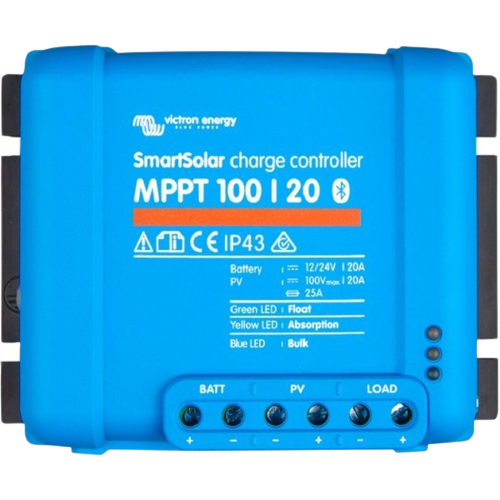 victron energy
BLUE POWER
SmartSolar charge controller
MPPT 100 | 20
CE IP43
Battery 12/24V | 20A
PV 100Vmax | 20A
25A
Green LED : Float
Yellow LED : Absorption
Blue LED : Bulk
BATT PV LOAD
+ − − + − +